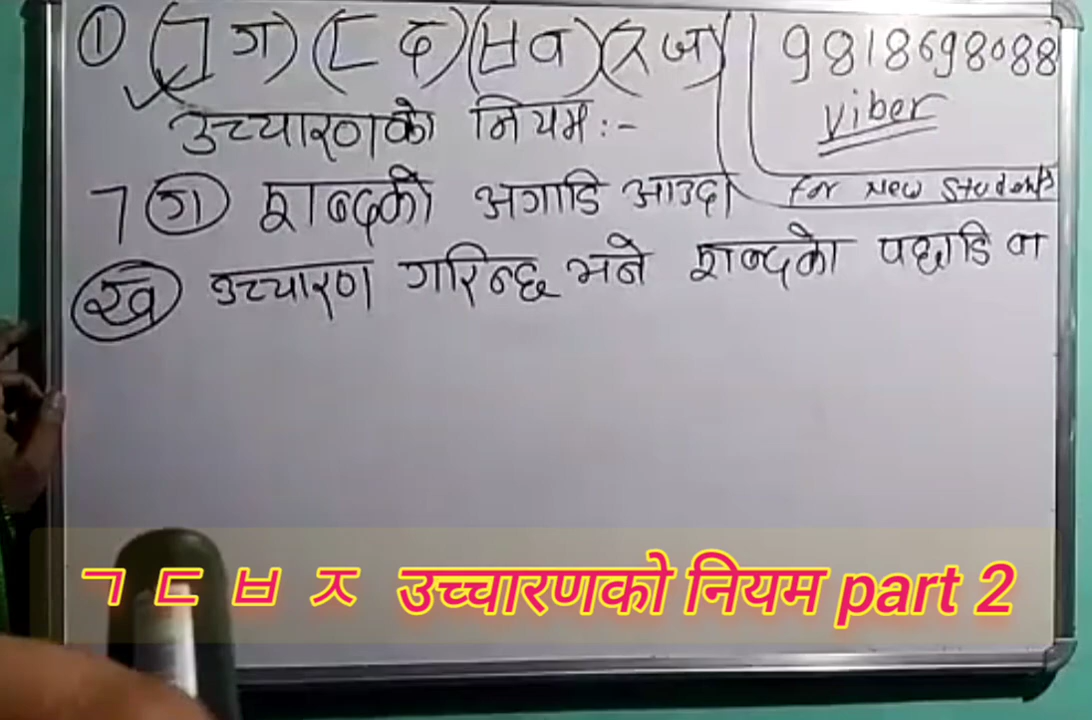 ① (ㄱ ग) (ㄷ द) (ㅂ ब) (ㅈ ज)
9818698088
viber
for New Students
उच्चारणको नियम :-
ㄱ ग शब्दको अगाडि आउदा
ख उच्चारण गरिन्छ भने शब्दको पछाडि वा
ㄱ ㄷ ㅂ ㅈ उच्चारणको नियम part 2